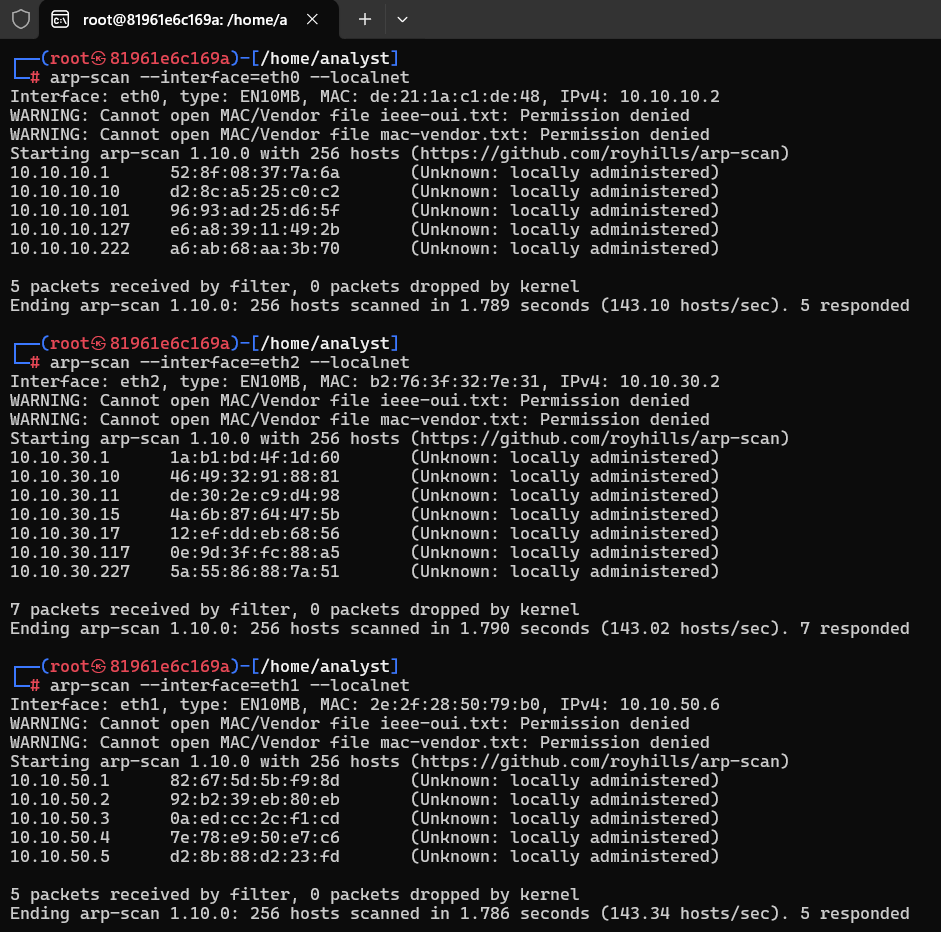 root@81961e6c169a: /home/a
┌──(root㉿81961e6c169a)-[/home/analyst]
└─# arp-scan --interface=eth0 --localnet
Interface: eth0, type: EN10MB, MAC: de:21:1a:c1:de:48, IPv4: 10.10.10.2
WARNING: Cannot open MAC/Vendor file ieee-oui.txt: Permission denied
WARNING: Cannot open MAC/Vendor file mac-vendor.txt: Permission denied
Starting arp-scan 1.10.0 with 256 hosts (https://github.com/royhills/arp-scan)
10.10.10.1      52:8f:08:37:7a:6a       (Unknown: locally administered)
10.10.10.10     d2:8c:a5:25:c0:c2       (Unknown: locally administered)
10.10.10.101    96:93:ad:25:d6:5f       (Unknown: locally administered)
10.10.10.127    e6:a8:39:11:49:2b       (Unknown: locally administered)
10.10.10.222    a6:ab:68:aa:3b:70       (Unknown: locally administered)

5 packets received by filter, 0 packets dropped by kernel
Ending arp-scan 1.10.0: 256 hosts scanned in 1.789 seconds (143.10 hosts/sec). 5 responded

┌──(root㉿81961e6c169a)-[/home/analyst]
└─# arp-scan --interface=eth2 --localnet
Interface: eth2, type: EN10MB, MAC: b2:76:3f:32:7e:31, IPv4: 10.10.30.2
WARNING: Cannot open MAC/Vendor file ieee-oui.txt: Permission denied
WARNING: Cannot open MAC/Vendor file mac-vendor.txt: Permission denied
Starting arp-scan 1.10.0 with 256 hosts (https://github.com/royhills/arp-scan)
10.10.30.1      1a:b1:bd:4f:1d:60       (Unknown: locally administered)
10.10.30.10     46:49:32:91:88:81       (Unknown: locally administered)
10.10.30.11     de:30:2e:c9:d4:98       (Unknown: locally administered)
10.10.30.15     4a:6b:87:64:47:5b       (Unknown: locally administered)
10.10.30.17     12:ef:dd:eb:68:56       (Unknown: locally administered)
10.10.30.117    0e:9d:3f:fc:88:a5       (Unknown: locally administered)
10.10.30.227    5a:55:86:88:7a:51       (Unknown: locally administered)

7 packets received by filter, 0 packets dropped by kernel
Ending arp-scan 1.10.0: 256 hosts scanned in 1.790 seconds (143.02 hosts/sec). 7 responded

┌──(root㉿81961e6c169a)-[/home/analyst]
└─# arp-scan --interface=eth1 --localnet
Interface: eth1, type: EN10MB, MAC: 2e:2f:28:50:79:b0, IPv4: 10.10.50.6
WARNING: Cannot open MAC/Vendor file ieee-oui.txt: Permission denied
WARNING: Cannot open MAC/Vendor file mac-vendor.txt: Permission denied
Starting arp-scan 1.10.0 with 256 hosts (https://github.com/royhills/arp-scan)
10.10.50.1      82:67:5d:5b:f9:8d       (Unknown: locally administered)
10.10.50.2      92:b2:39:eb:80:eb       (Unknown: locally administered)
10.10.50.3      0a:ed:cc:2c:f1:cd       (Unknown: locally administered)
10.10.50.4      7e:78:e9:50:e7:c6       (Unknown: locally administered)
10.10.50.5      d2:8b:88:d2:23:fd       (Unknown: locally administered)

5 packets received by filter, 0 packets dropped by kernel
Ending arp-scan 1.10.0: 256 hosts scanned in 1.786 seconds (143.34 hosts/sec). 5 responded